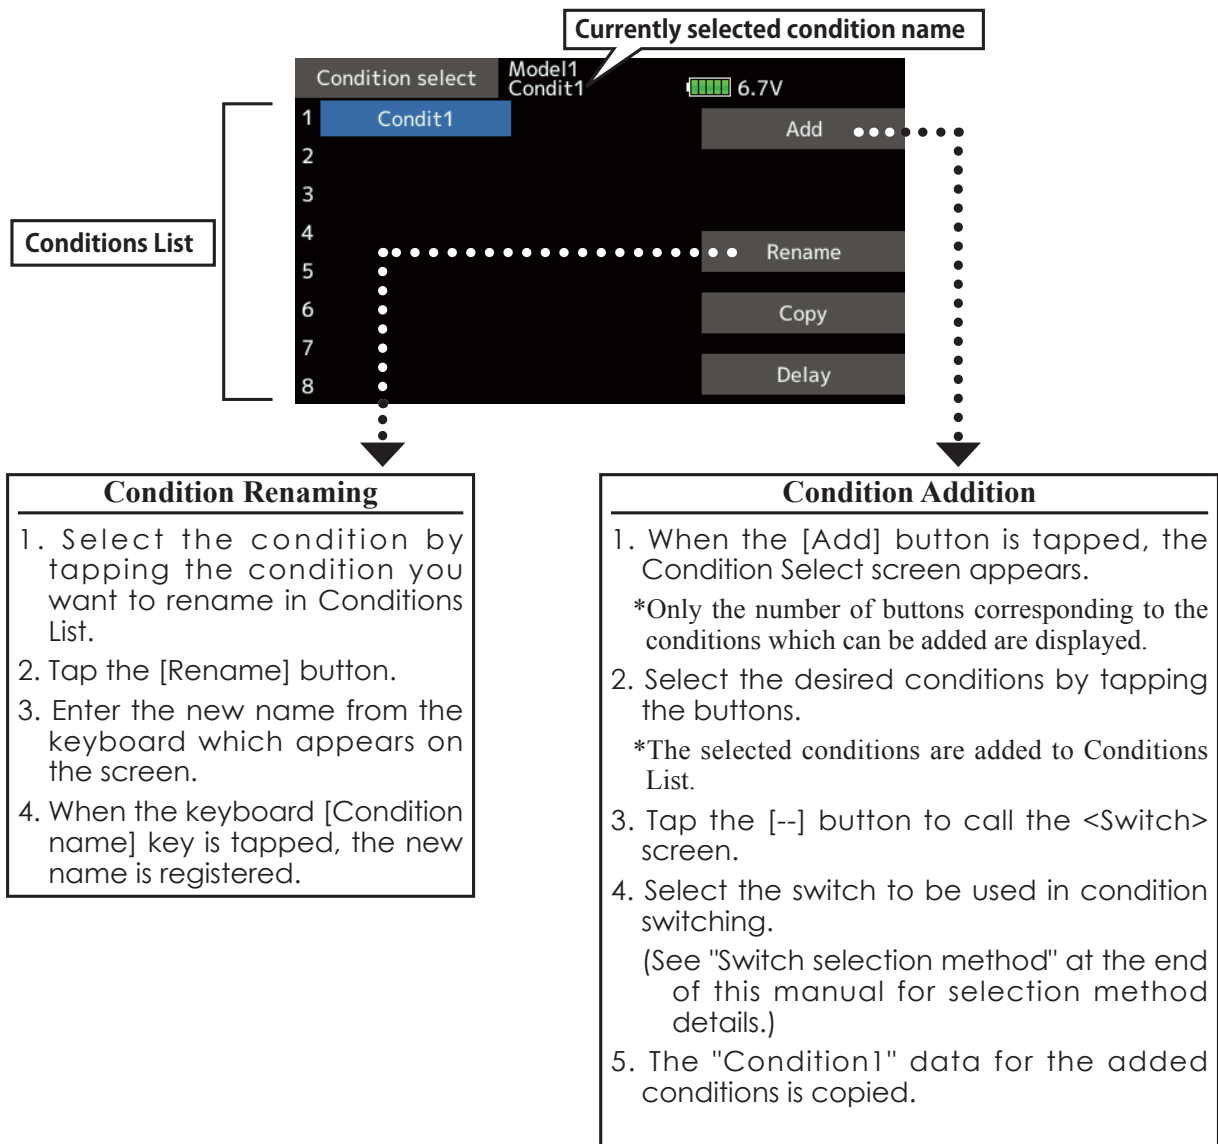 Currently selected condition name
Condition select
Model1
Condit1
6.7V
1 Condit1
Add
2
3
Conditions List
4
Rename
5
6
Copy
7
Delay
8
Condition Renaming
1. Select the condition by
tapping the condition you
want to rename in Conditions
List.
2. Tap the [Rename] button.
3. Enter the new name from the
keyboard which appears on
the screen.
4. When the keyboard [Condition
name] key is tapped, the new
name is registered.
Condition Addition
1. When the [Add] button is tapped, the
Condition Select screen appears.
*Only the number of buttons corresponding to the
conditions which can be added are displayed.
2. Select the desired conditions by tapping
the buttons.
*The selected conditions are added to Conditions
List.
3. Tap the [--] button to call the <Switch>
screen.
4. Select the switch to be used in condition
switching.
(See "Switch selection method" at the end
of this manual for selection method
details.)
5. The "Condition1" data for the added
conditions is copied.